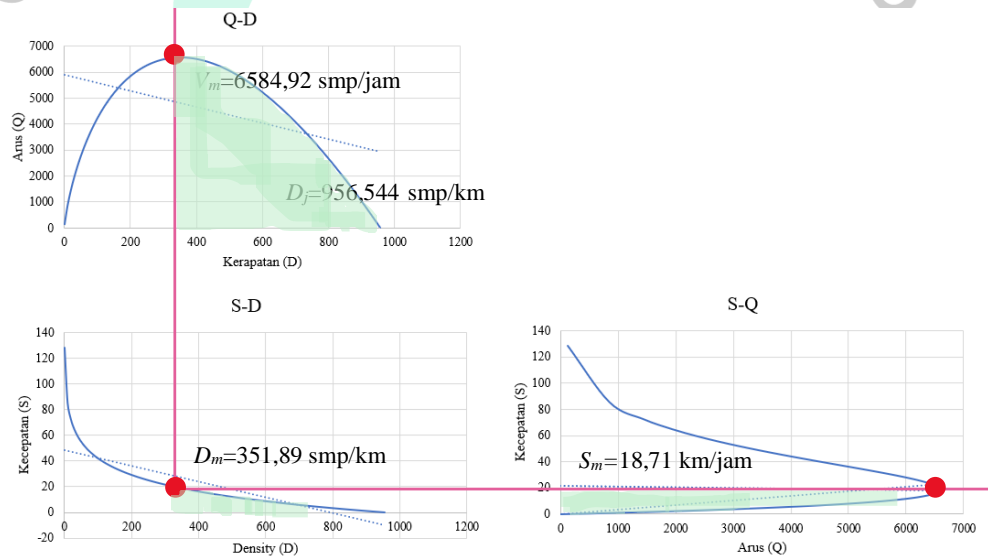 Q-D
7000
6000
5000
4000
3000
2000
1000
0
Arus (Q)
0 200 400 600 800 1000 1200
Kerapatan (D)
Vm=6584,92 smp/jam
Dj=956,544 smp/km
S-D
140
120
100
80
60
40
20
0
-20
Kecepatan (S)
0 200 400 600 800 1000 1200
Density (D)
Dm=351,89 smp/km
S-Q
140
120
100
80
60
40
20
0
Kecepatan (S)
0 1000 2000 3000 4000 5000 6000 7000
Arus (Q)
Sm=18,71 km/jam